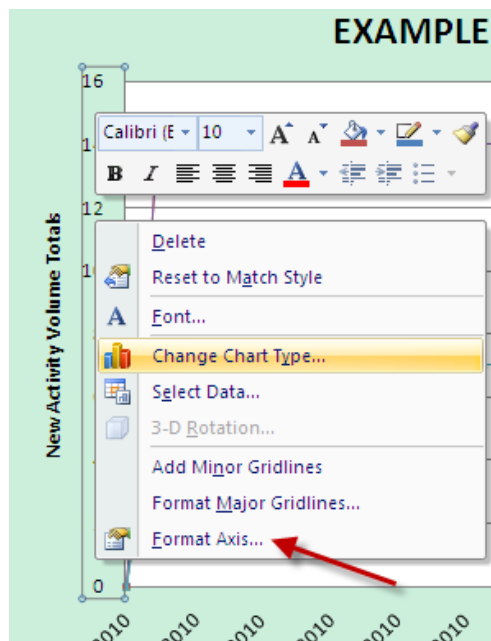 EXAMPLE
16
Calibri (E 10 A A
B I A
12
Delete
Reset to Match Style
A Font...
Change Chart Type...
Select Data...
3-D Rotation...
Add Minor Gridlines
Format Major Gridlines...
Format Axis...
0
New Activity Volume Totals
2010 2010 2010 2010 2010 2010